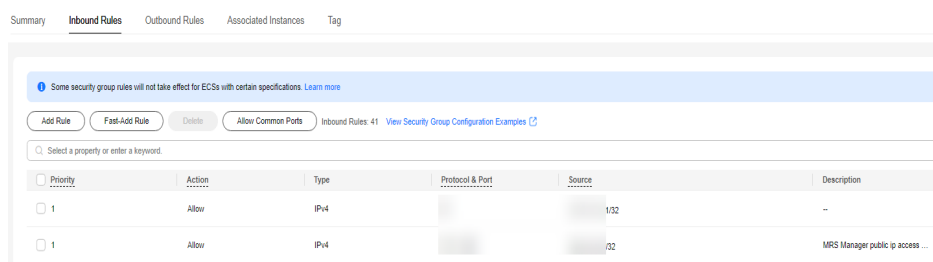 Summary Inbound Rules Outbound Rules Associated Instances Tag
Some security group rules will not take effect for ECSs with certain specifications. Learn more
Add Rule Fast-Add Rule Delete Allow Common Ports Inbound Rules: 41 View Security Group Configuration Examples
Select a property or enter a keyword.
Priority Action Type Protocol & Port Source Description
1 Allow IPv4 1/32 --
1 Allow IPv4 /32 MRS Manager public ip access ...